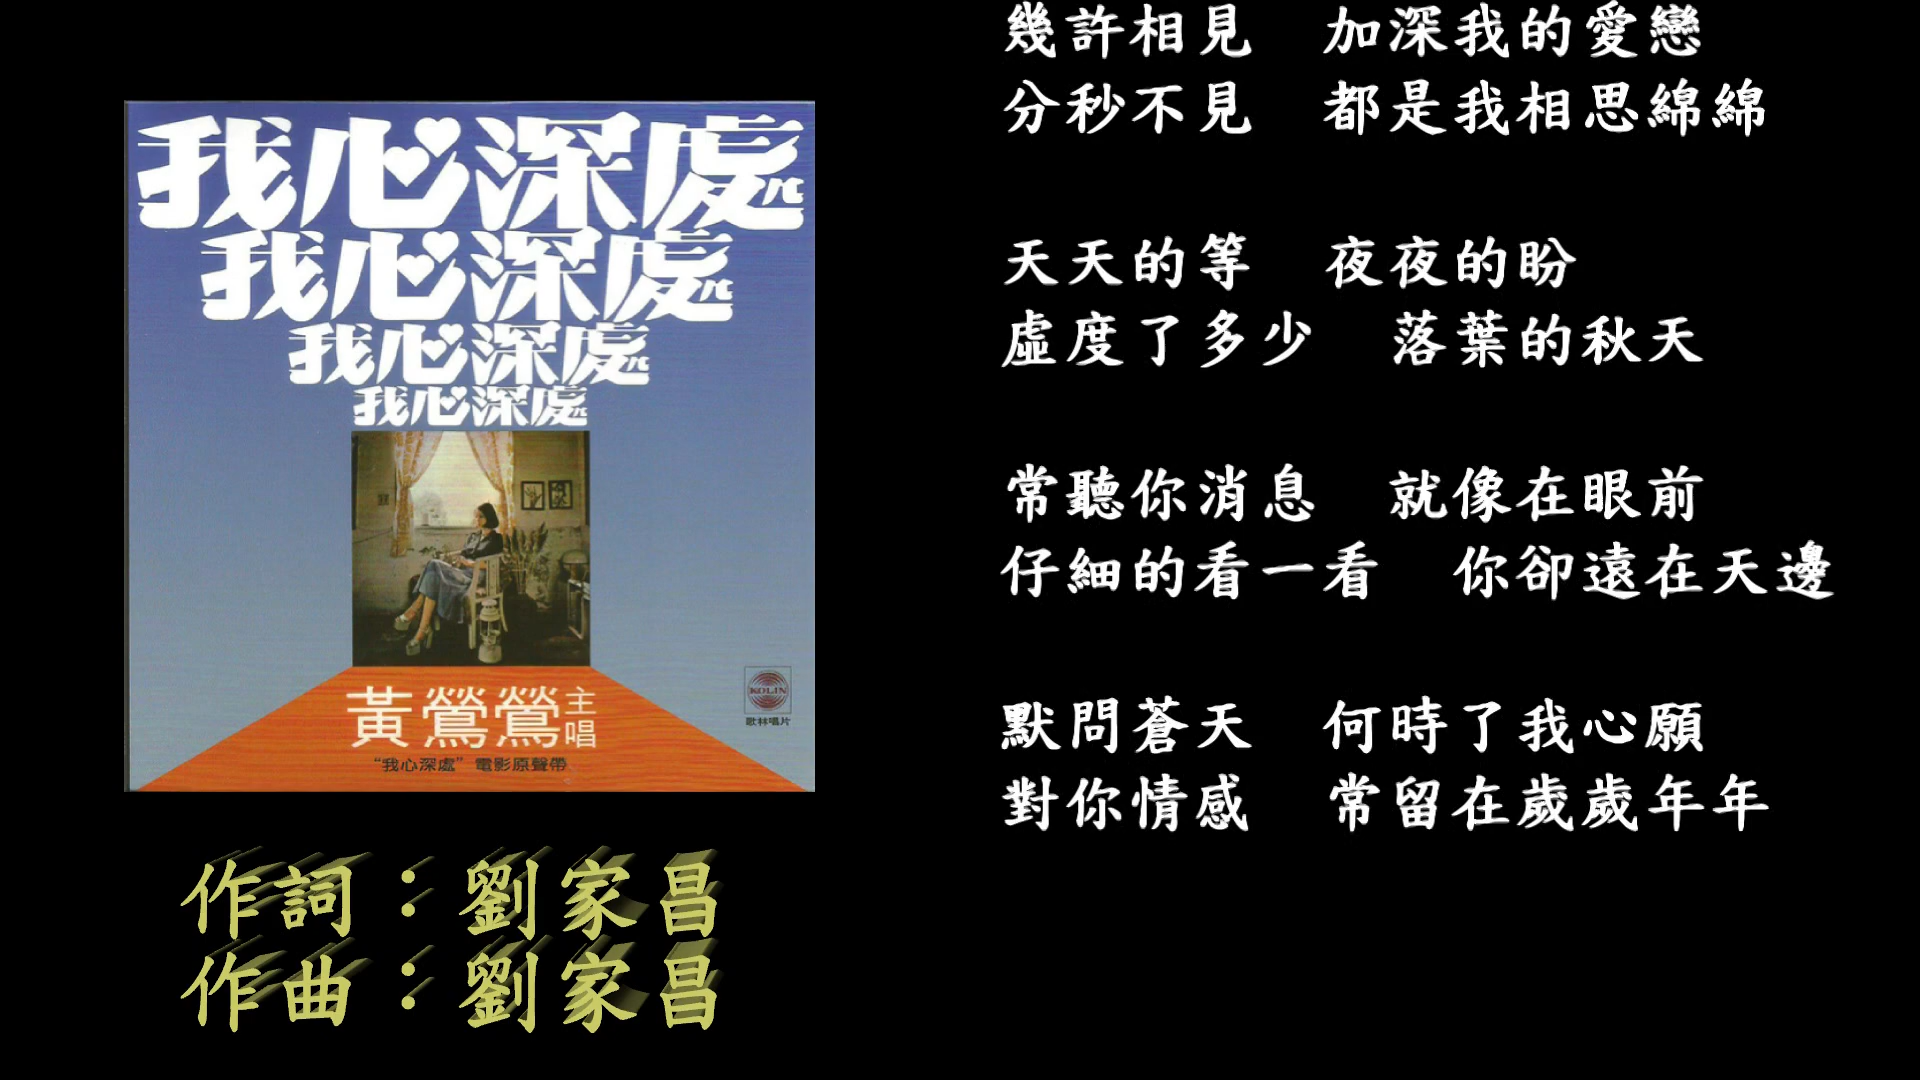 我心深處
我心深處
我心深處
我心深處
黃鶯鶯主唱
“我心深處”電影原聲帶
KOLIN
歌林唱片
作詞：劉家昌
作曲：劉家昌
幾許相見　加深我的愛戀
分秒不見　都是我相思綿綿
天天的等　夜夜的盼
虛度了多少　落葉的秋天
常聽你消息　就像在眼前
仔細的看一看　你卻遠在天邊
默問蒼天　何時了我心願
對你情感　常留在歲歲年年